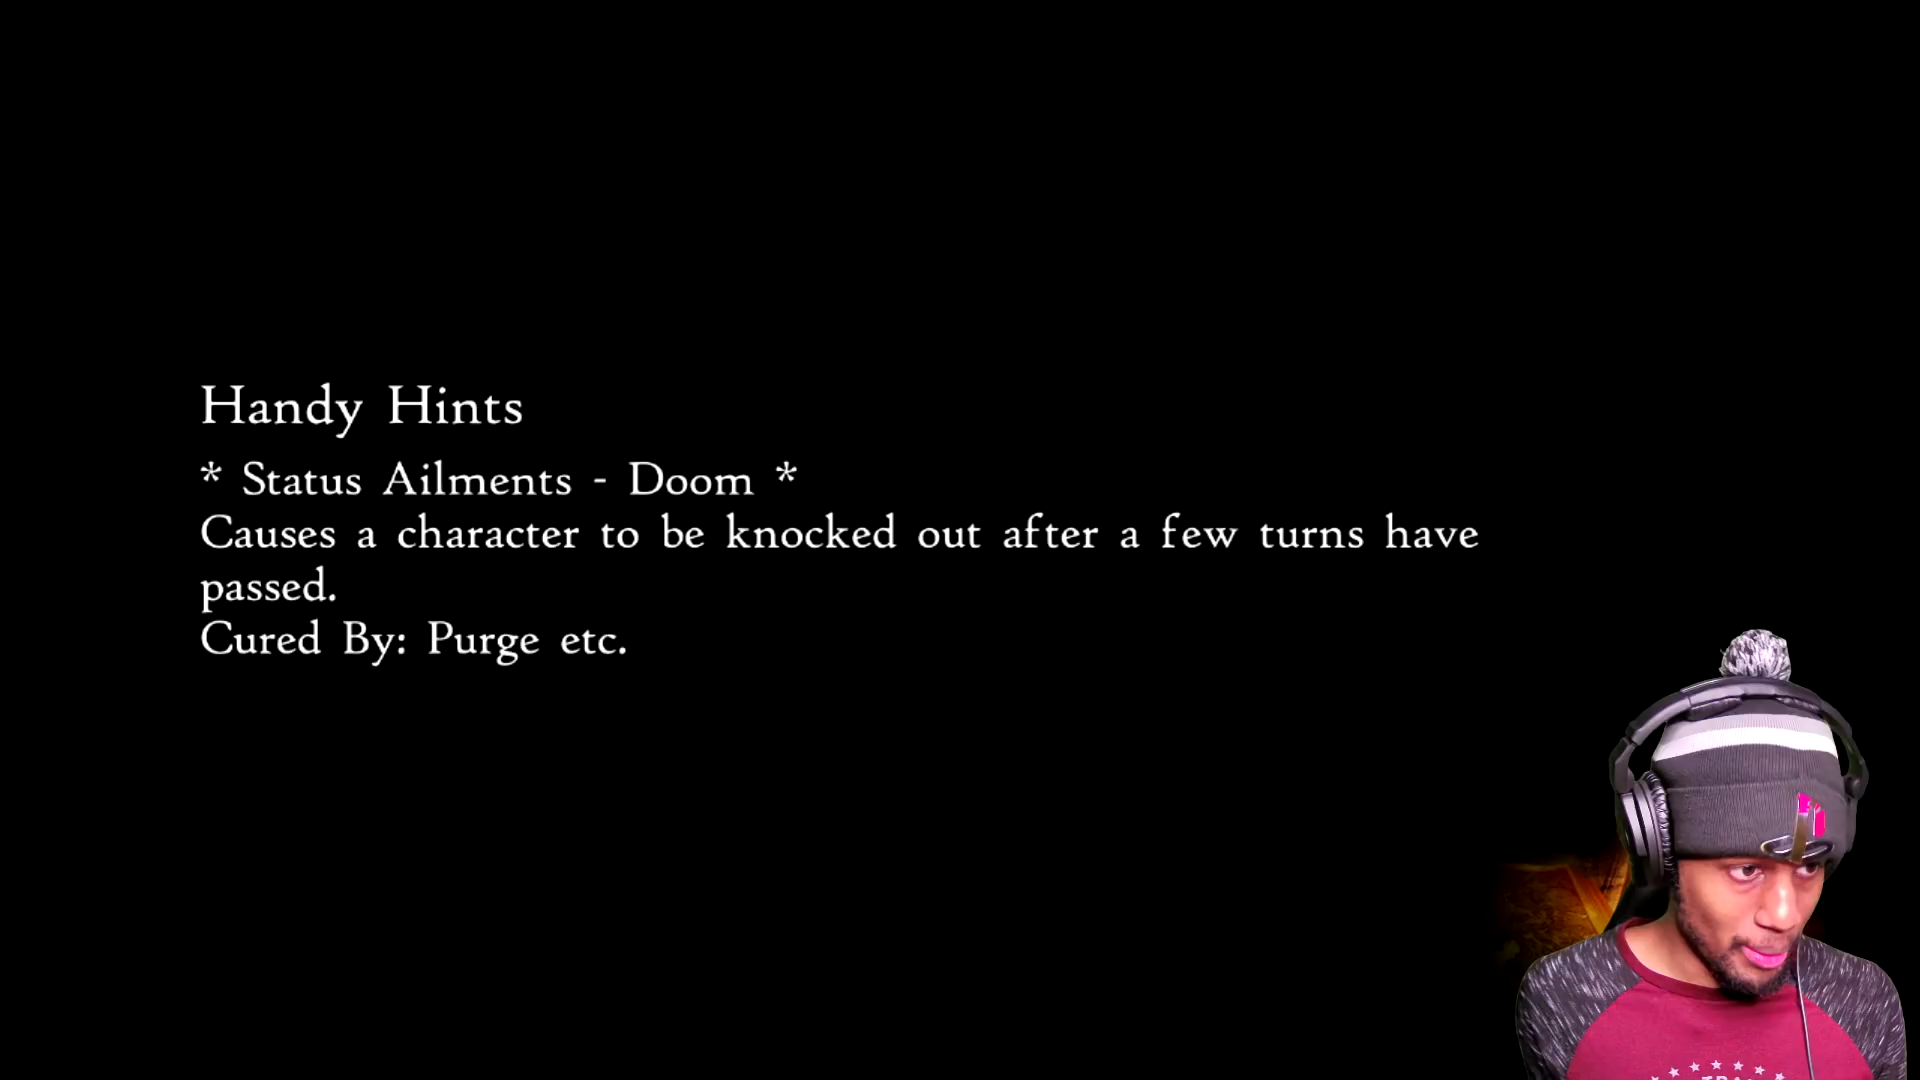 Handy Hints
* Status Ailments - Doom *
Causes a character to be knocked out after a few turns have
passed.
Cured By: Purge etc.